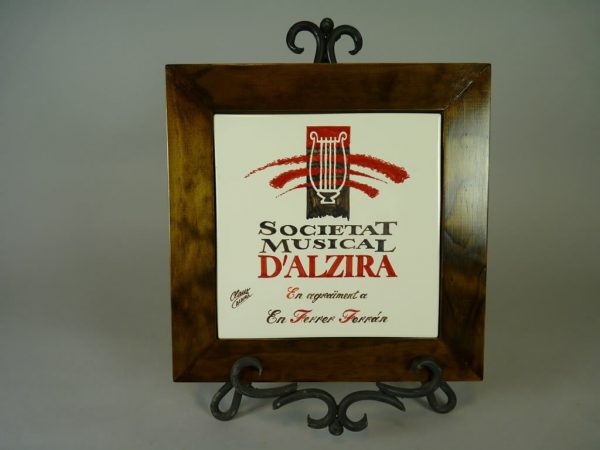 SOCIETAT
MUSICAL
D'ALZIRA
En agraïment a
En Ferrer Ferrán